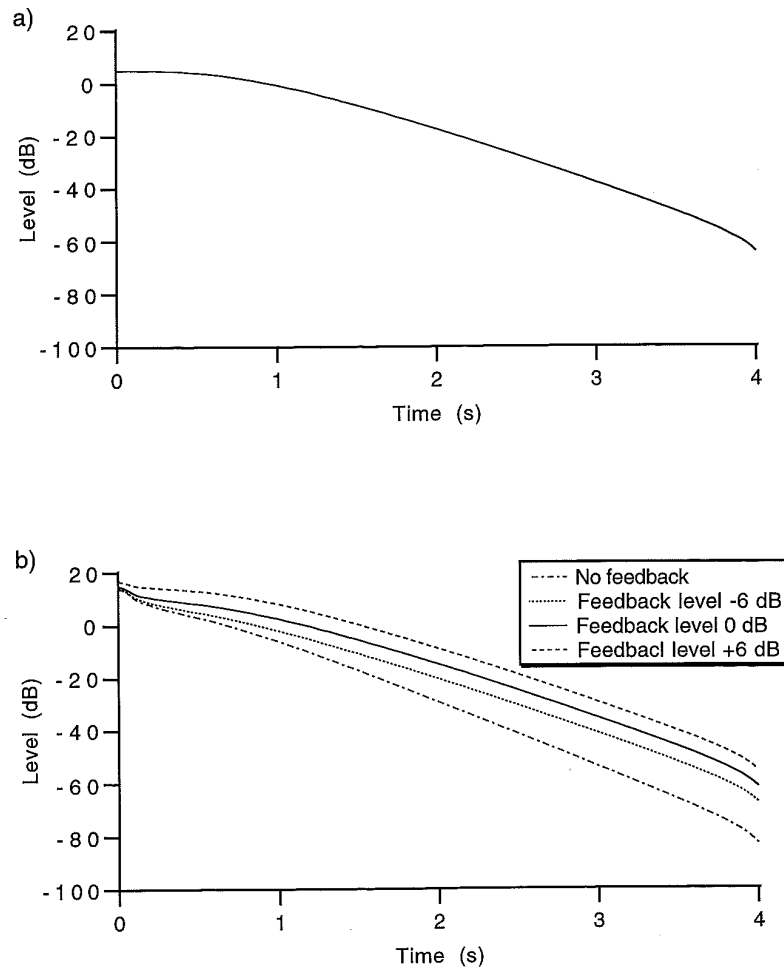 a)
20
0
-20
-40
-60
-80
-100
Level (dB)
0 1 2 3 4
Time (s)
b)
No feedback
Feedback level -6 dB
Feedback level 0 dB
Feedbacl level +6 dB
20
0
-20
-40
-60
-80
-100
Level (dB)
0 1 2 3 4
Time (s)